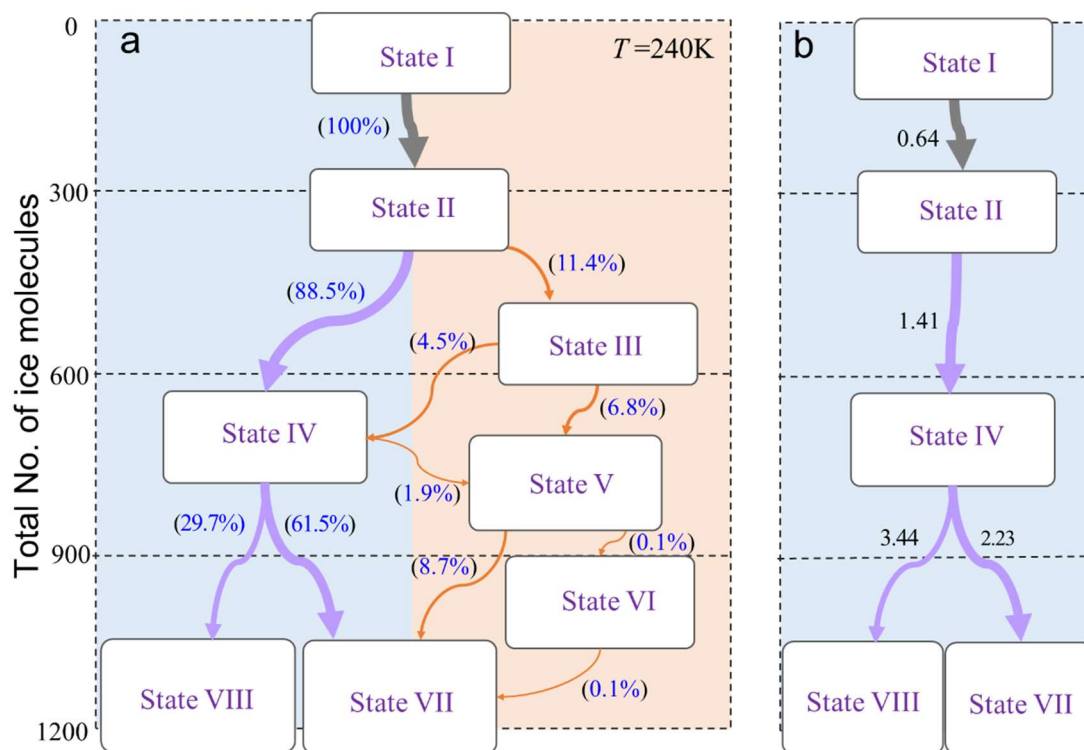 Total No. of ice molecules
0
300
600
900
1200
a
T =240K
State I
(100%)
State II
(11.4%)
(88.5%)
(4.5%)
State III
(6.8%)
State IV
State V
(1.9%)
(29.7%)
(61.5%)
(0.1%)
(8.7%)
State VI
(0.1%)
State VIII
State VII
b
State I
0.64
State II
1.41
State IV
3.44
2.23
State VIII
State VII